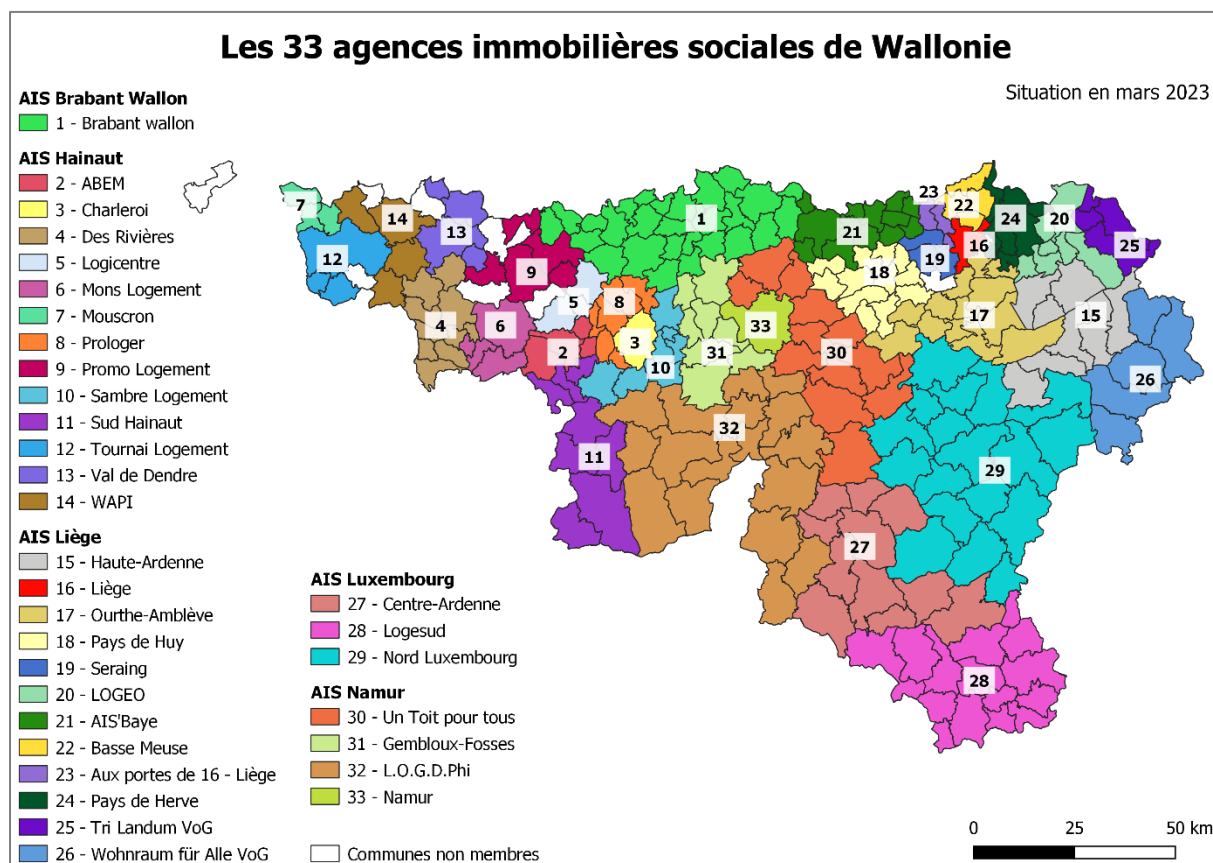 Les 33 agences immobilières sociales de Wallonie
Situation en mars 2023
AIS Brabant Wallon
1 - Brabant wallon
AIS Hainaut
2 - ABEM
3 - Charleroi
4 - Des Rivières
5 - Logicentre
6 - Mons Logement
7 - Mouscron
8 - Prologer
9 - Promo Logement
10 - Sambre Logement
11 - Sud Hainaut
12 - Tournai Logement
13 - Val de Dendre
14 - WAPI
AIS Liège
15 - Haute-Ardenne
16 - Liège
17 - Ourthe-Amblève
18 - Pays de Huy
19 - Seraing
20 - LOGEO
21 - AIS'Baye
22 - Basse Meuse
23 - Aux portes de 16 - Liège
24 - Pays de Herve
25 - Tri Landum VoG
26 - Wohnraum für Alle VoG
AIS Luxembourg
27 - Centre-Ardenne
28 - Logesud
29 - Nord Luxembourg
AIS Namur
30 - Un Toit pour tous
31 - Gembloux-Fosses
32 - L.O.G.D.Phi
33 - Namur
Communes non membres
7
14
13
12
1
23
22
24
20
21
16
25
19
18
9
5
8
4
6
3
33
17
15
2
10
31
30
26
32
11
29
27
28
0 25 50 km